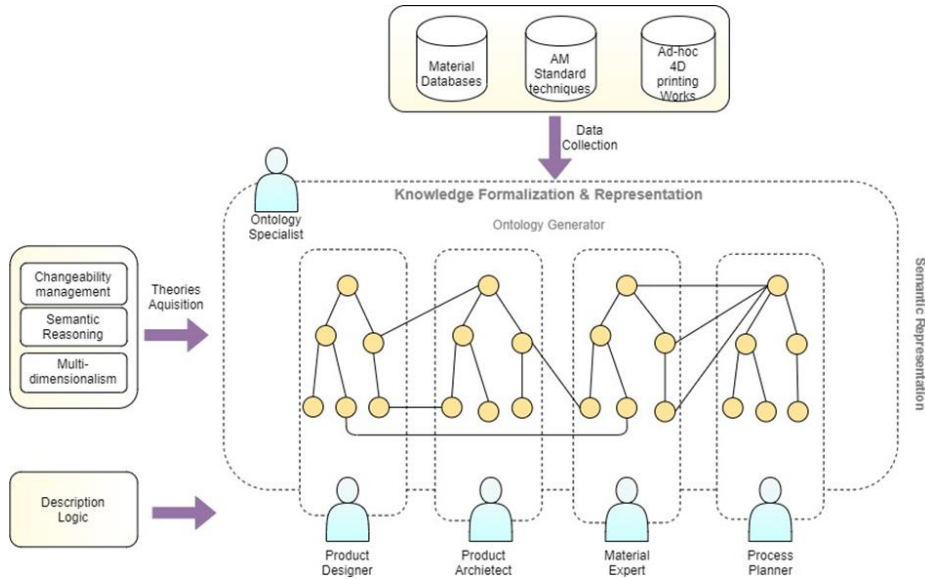 Material
Databases
AM
Standard
techniques
Ad-hoc
4D
printing
Works
Data
Collection
Knowledge Formalization & Representation
Ontology Generator
Ontology
Specialist
Changeability
management
Semantic
Reasoning
Multi-
dimensionalism
Theories
Aquisition
Semantic Representation
Description
Logic
Product
Designer
Product
Archietect
Material
Expert
Process
Planner